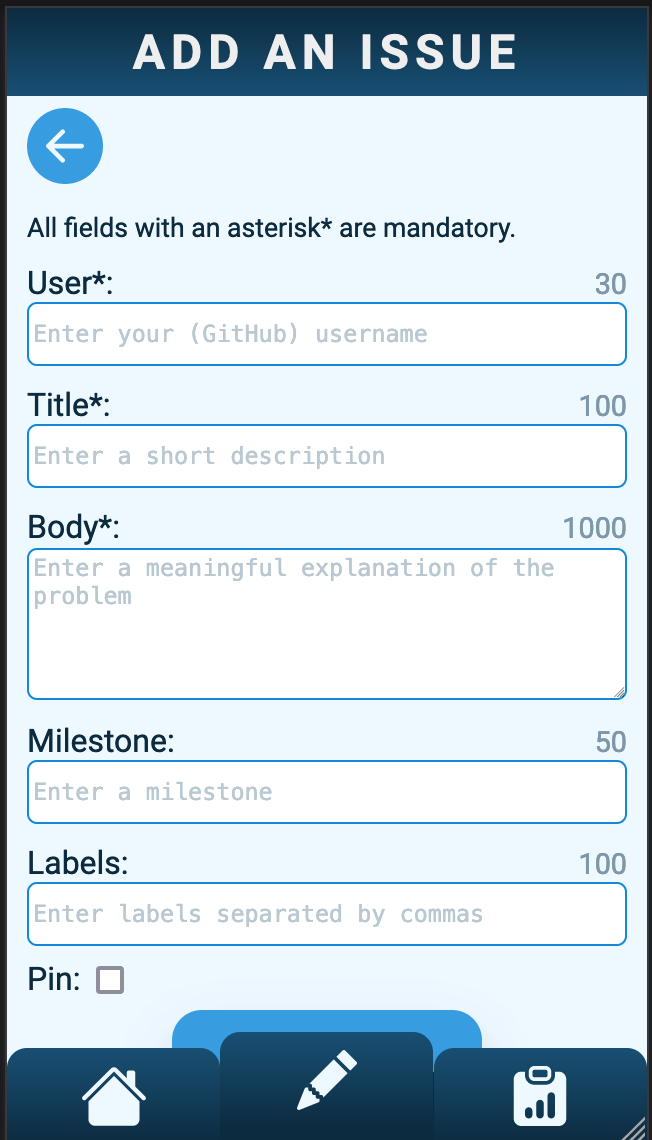 ADD AN ISSUE
All fields with an asterisk* are mandatory.
User*: 30
Enter your (GitHub) username
Title*: 100
Enter a short description
Body*: 1000
Enter a meaningful explanation of the
problem
Milestone: 50
Enter a milestone
Labels: 100
Enter labels separated by commas
Pin: